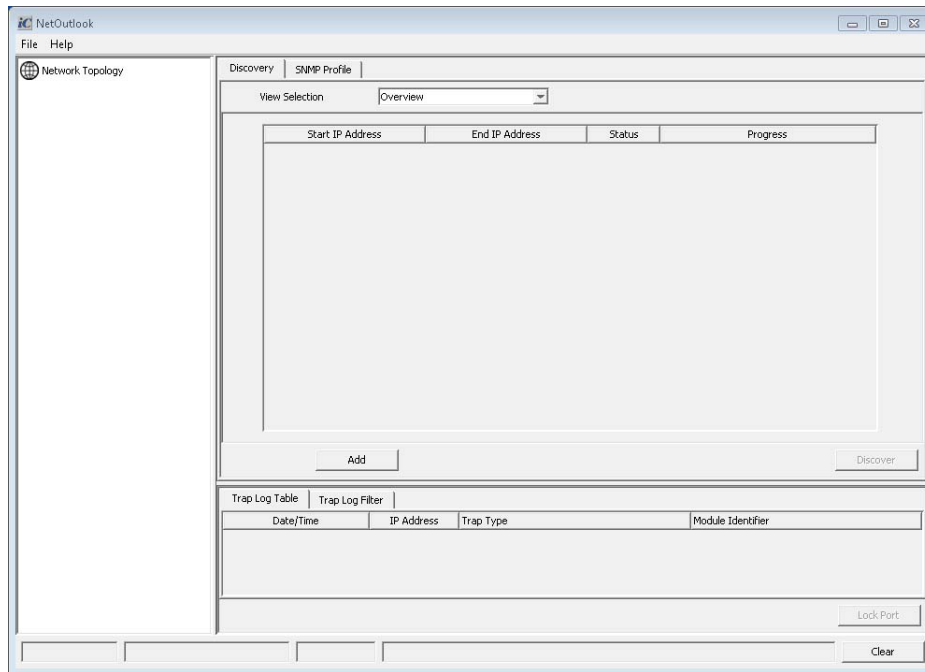 iC NetOutlook
File Help
Network Topology
Discovery SNMP Profile
View Selection Overview
Start IP Address End IP Address Status Progress
Add Discover
Trap Log Table Trap Log Filter
Date/Time IP Address Trap Type Module Identifier
Lock Port
Clear